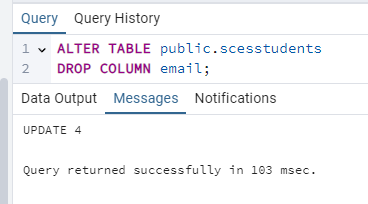 Query Query History
1 ALTER TABLE public.scesstudents
2 DROP COLUMN email;
Data Output Messages Notifications
UPDATE 4
Query returned successfully in 103 msec.